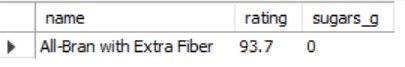 name rating sugars_g
All-Bran with Extra Fiber 93.7 0